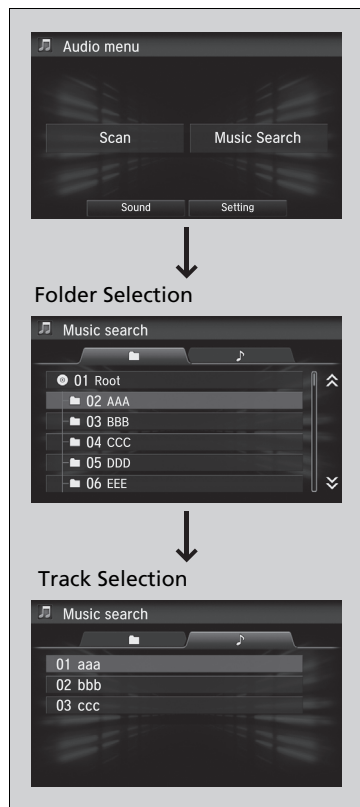 Audio menu
Scan Music Search
Sound Setting
Folder Selection
Music search
01 Root
02 AAA
03 BBB
04 CCC
05 DDD
06 EEE
Track Selection
Music search
01 aaa
02 bbb
03 ccc